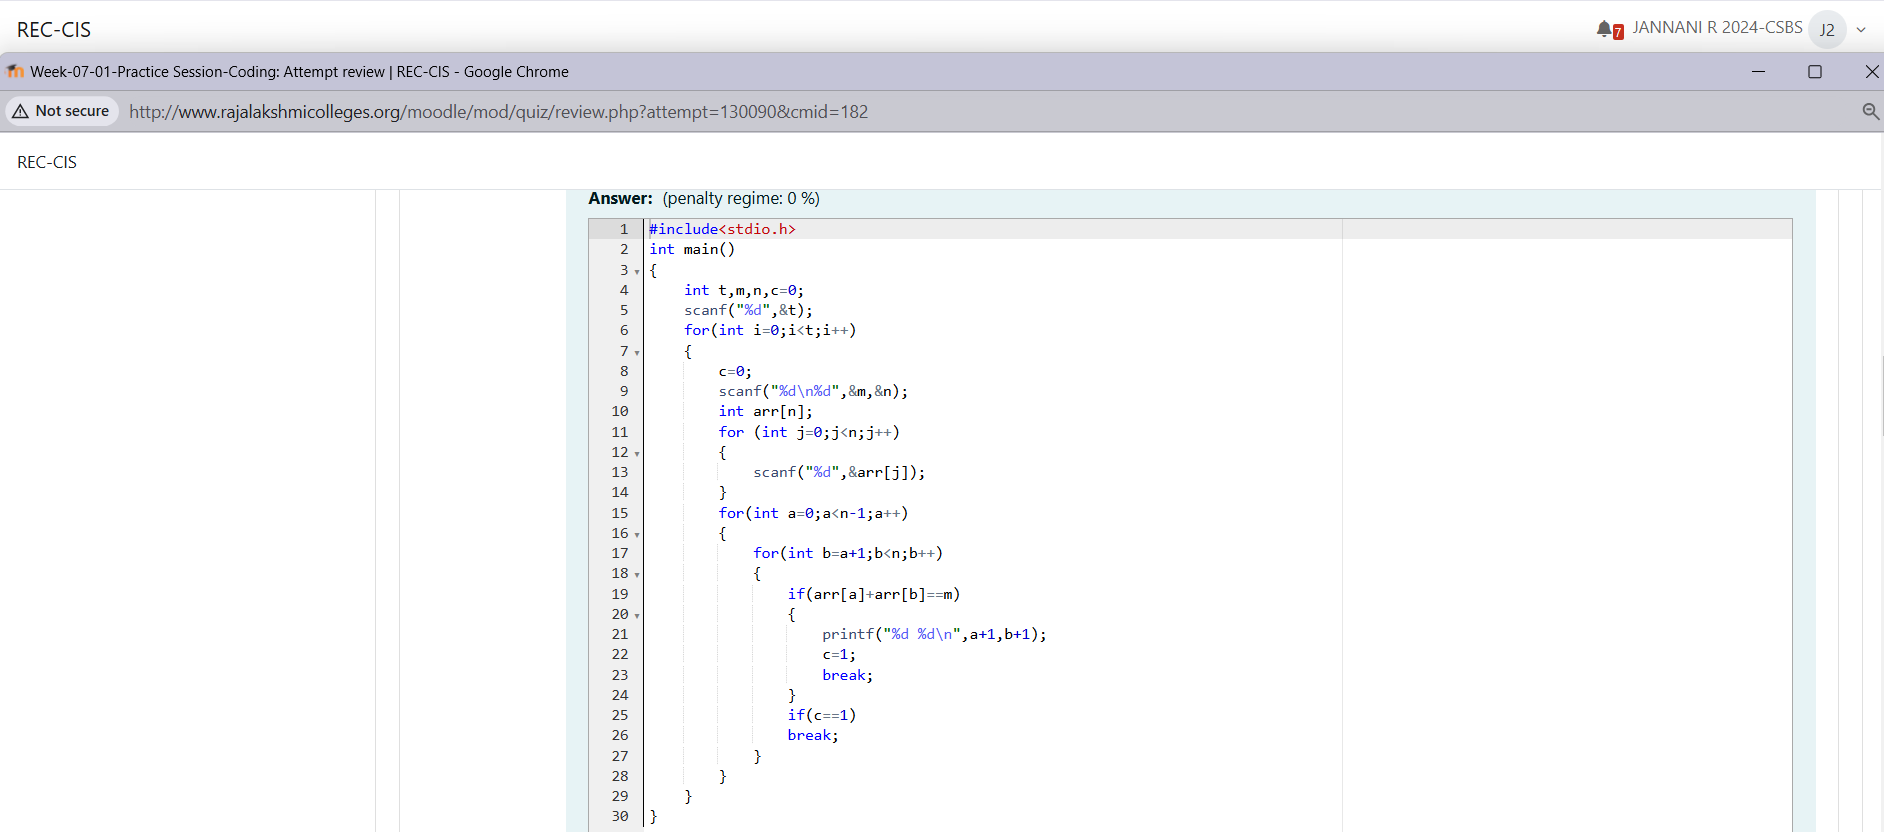 REC-CIS
7 JANNANI R 2024-CSBS J2
Week-07-01-Practice Session-Coding: Attempt review | REC-CIS - Google Chrome
Not secure http://www.rajalakshmicolleges.org/moodle/mod/quiz/review.php?attempt=130090&cmid=182
REC-CIS
Answer: (penalty regime: 0 %)
1 #include<stdio.h>
2 int main()
3 {
4 int t,m,n,c=0;
5 scanf("%d",&t);
6 for(int i=0;i<t;i++)
7 {
8 c=0;
9 scanf("%d\n%d",&m,&n);
10 int arr[n];
11 for (int j=0;j<n;j++)
12 {
13 scanf("%d",&arr[j]);
14 }
15 for(int a=0;a<n-1;a++)
16 {
17 for(int b=a+1;b<n;b++)
18 {
19 if(arr[a]+arr[b]==m)
20 {
21 printf("%d %d\n",a+1,b+1);
22 c=1;
23 break;
24 }
25 if(c==1)
26 break;
27 }
28 }
29 }
30 }